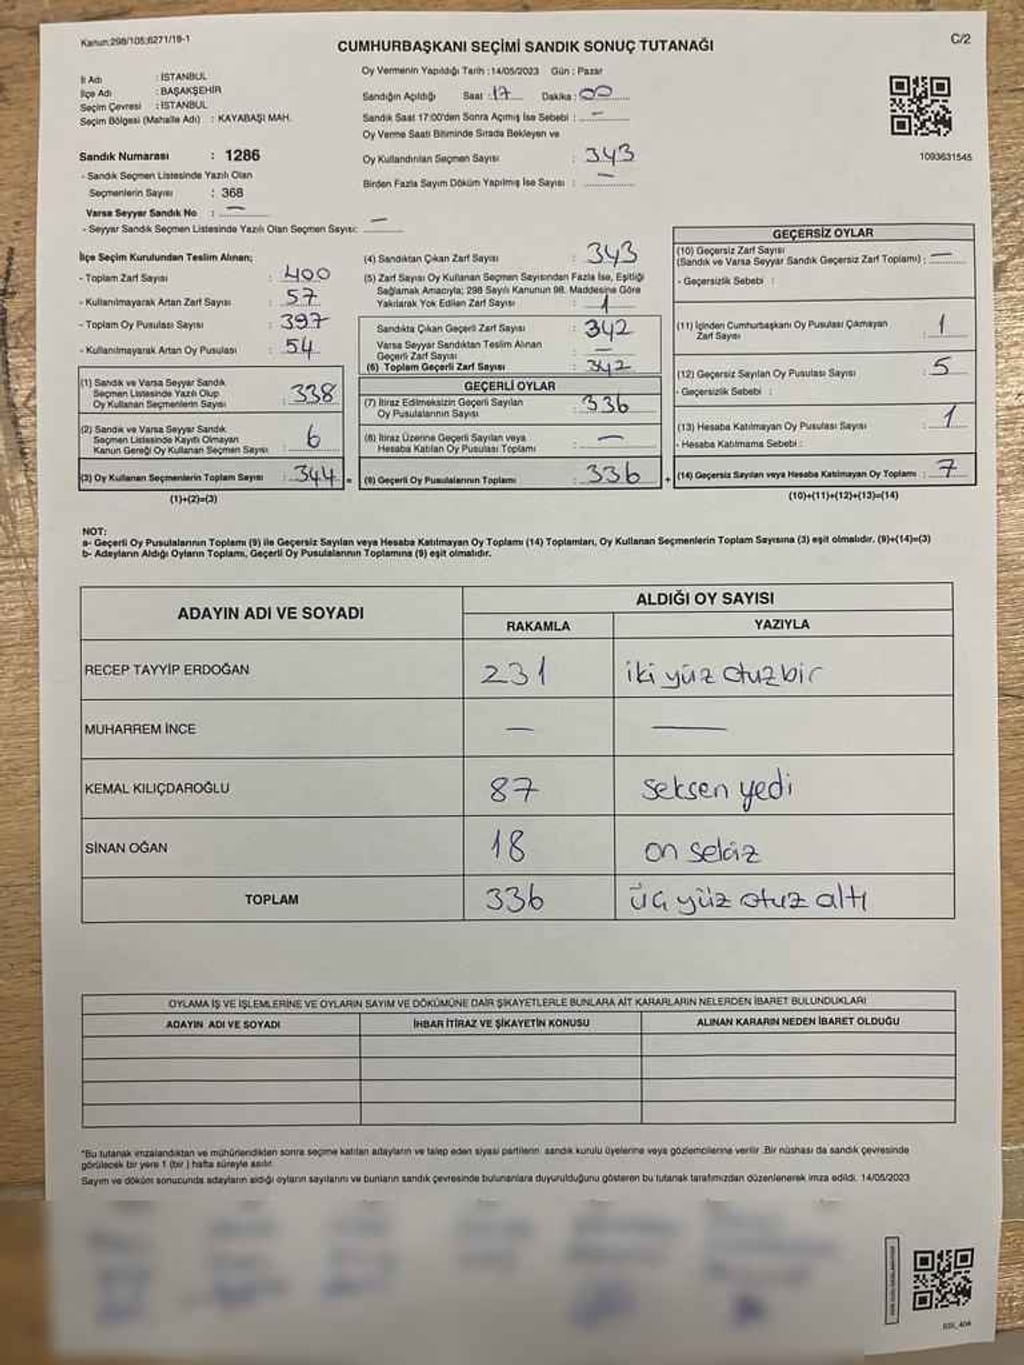 Kanun:298/105;6271/19-1
C/2
CUMHURBAŞKANI SEÇİMİ SANDIK SONUÇ TUTANAĞI
İl Adı : İSTANBUL
İlçe Adı : BAŞAKŞEHİR
Seçim Çevresi : İSTANBUL
Seçim Bölgesi (Mahalle Adı) : KAYABAŞI MAH.
Oy Vermenin Yapıldığı Tarih : 14/05/2023 Gün : Pazar
Sandığın Açıldığı Saat : 17 Dakika : 00
Sandık Saat 17:00'den Sonra Açımış İse Sebebi : —
Oy Verme Saati Bitiminde Sırada Bekleyen ve
Oy Kullandırılan Seçmen Sayısı : 343
Birden Fazla Sayım Döküm Yapılmış İse Sayısı : —
1093631545
Sandık Numarası : 1286
- Sandık Seçmen Listesinde Yazılı Olan
Seçmenlerin Sayısı : 368
Varsa Seyyar Sandık No : —
- Seyyar Sandık Seçmen Listesinde Yazılı Olan Seçmen Sayısı: —
İlçe Seçim Kurulundan Teslim Alınan;
- Toplam Zarf Sayısı : 400
- Kullanılmayarak Artan Zarf Sayısı : 57
- Toplam Oy Pusulası Sayısı : 397
- Kullanılmayarak Artan Oy Pusulası : 54
(1) Sandık ve Varsa Seyyar Sandık
Seçmen Listesinde Yazılı Olup
Oy Kullanan Seçmenlerin Sayısı : 338
(2) Sandık ve Varsa Seyyar Sandık
Seçmen Listesinde Kayıtlı Olmayan
Kanun Gereği Oy Kullanan Seçmen Sayısı : 6
(3) Oy Kullanan Seçmenlerin Toplam Sayısı : 344 =
(1)+(2)=(3)
(4) Sandıktan Çıkan Zarf Sayısı : 343
(5) Zarf Sayısı Oy Kullanan Seçmen Sayısından Fazla İse, Eşitliği
Sağlamak Amacıyla; 298 Sayılı Kanunun 98. Maddesine Göre
Yakılarak Yok Edilen Zarf Sayısı : 1
Sandıkta Çıkan Geçerli Zarf Sayısı : 342
Varsa Seyyar Sandıktan Teslim Alınan
Geçerli Zarf Sayısı : —
(6) Toplam Geçerli Zarf Sayısı : 342
GEÇERLİ OYLAR
(7) İtiraz Edilmeksizin Geçerli Sayılan
Oy Pusulalarının Sayısı : 336
(8) İtiraz Üzerine Geçerli Sayılan veya
Hesaba Katılan Oy Pusulası Toplamı : —
(9) Geçerli Oy Pusulalarının Toplamı : 336 +
GEÇERSİZ OYLAR
(10) Geçersiz Zarf Sayısı
(Sandık ve Varsa Seyyar Sandık Geçersiz Zarf Toplamı) : —
- Geçersizlik Sebebi :
(11) İçinden Cumhurbaşkanı Oy Pusulası Çıkmayan
Zarf Sayısı : 1
(12) Geçersiz Sayılan Oy Pusulası Sayısı : 5
- Geçersizlik Sebebi :
(13) Hesaba Katılmayan Oy Pusulası Sayısı : 1
- Hesaba Katılmama Sebebi :
(14) Geçersiz Sayılan veya Hesaba Katılmayan Oy Toplamı : 7
(10)+(11)+(12)+(13)=(14)
NOT:
a- Geçerli Oy Pusulalarının Toplamı (9) ile Geçersiz Sayılan veya Hesaba Katılmayan Oy Toplamı (14) Toplamları, Oy Kullanan Seçmenlerin Toplam Sayısına (3) eşit olmalıdır. (9)+(14)=(3)
b- Adayların Aldığı Oyların Toplamı, Geçerli Oy Pusulalarının Toplamına (9) eşit olmalıdır.
ADAYIN ADI VE SOYADI
ALDIĞI OY SAYISI
RAKAMLA YAZIYLA
RECEP TAYYİP ERDOĞAN 231 iki yüz otuz bir
MUHARREM İNCE — —
KEMAL KILIÇDAROĞLU 87 seksen yedi
SİNAN OĞAN 18 on sekiz
TOPLAM 336 üç yüz otuz altı
OYLAMA İŞ VE İŞLEMLERİNE VE OYLARIN SAYIM VE DÖKÜMÜNE DAİR ŞİKAYETLERLE BUNLARA AİT KARARLARIN NELERDEN İBARET BULUNDUKLARI
ADAYIN ADI VE SOYADI İHBAR İTİRAZ VE ŞİKAYETİN KONUSU ALINAN KARARIN NEDEN İBARET OLDUĞU
*Bu tutanak imzalandıktan ve mühürlendikten sonra seçime katılan adayların ve talep eden siyasi partilerin sandık kurulu üyelerine veya gözlemcilerine verilir .Bir nüshası da sandık çevresinde
görülecek bir yere 1 (bir ) hafta süreyle asılır.
Sayım ve döküm sonucunda adayların aldığı oyların sayılarını ve bunların sandık çevresinde bulunanlara duyurulduğunu gösteren bu tutanak tarafımızdan düzenlenerek imza edildi. 14/05/2023